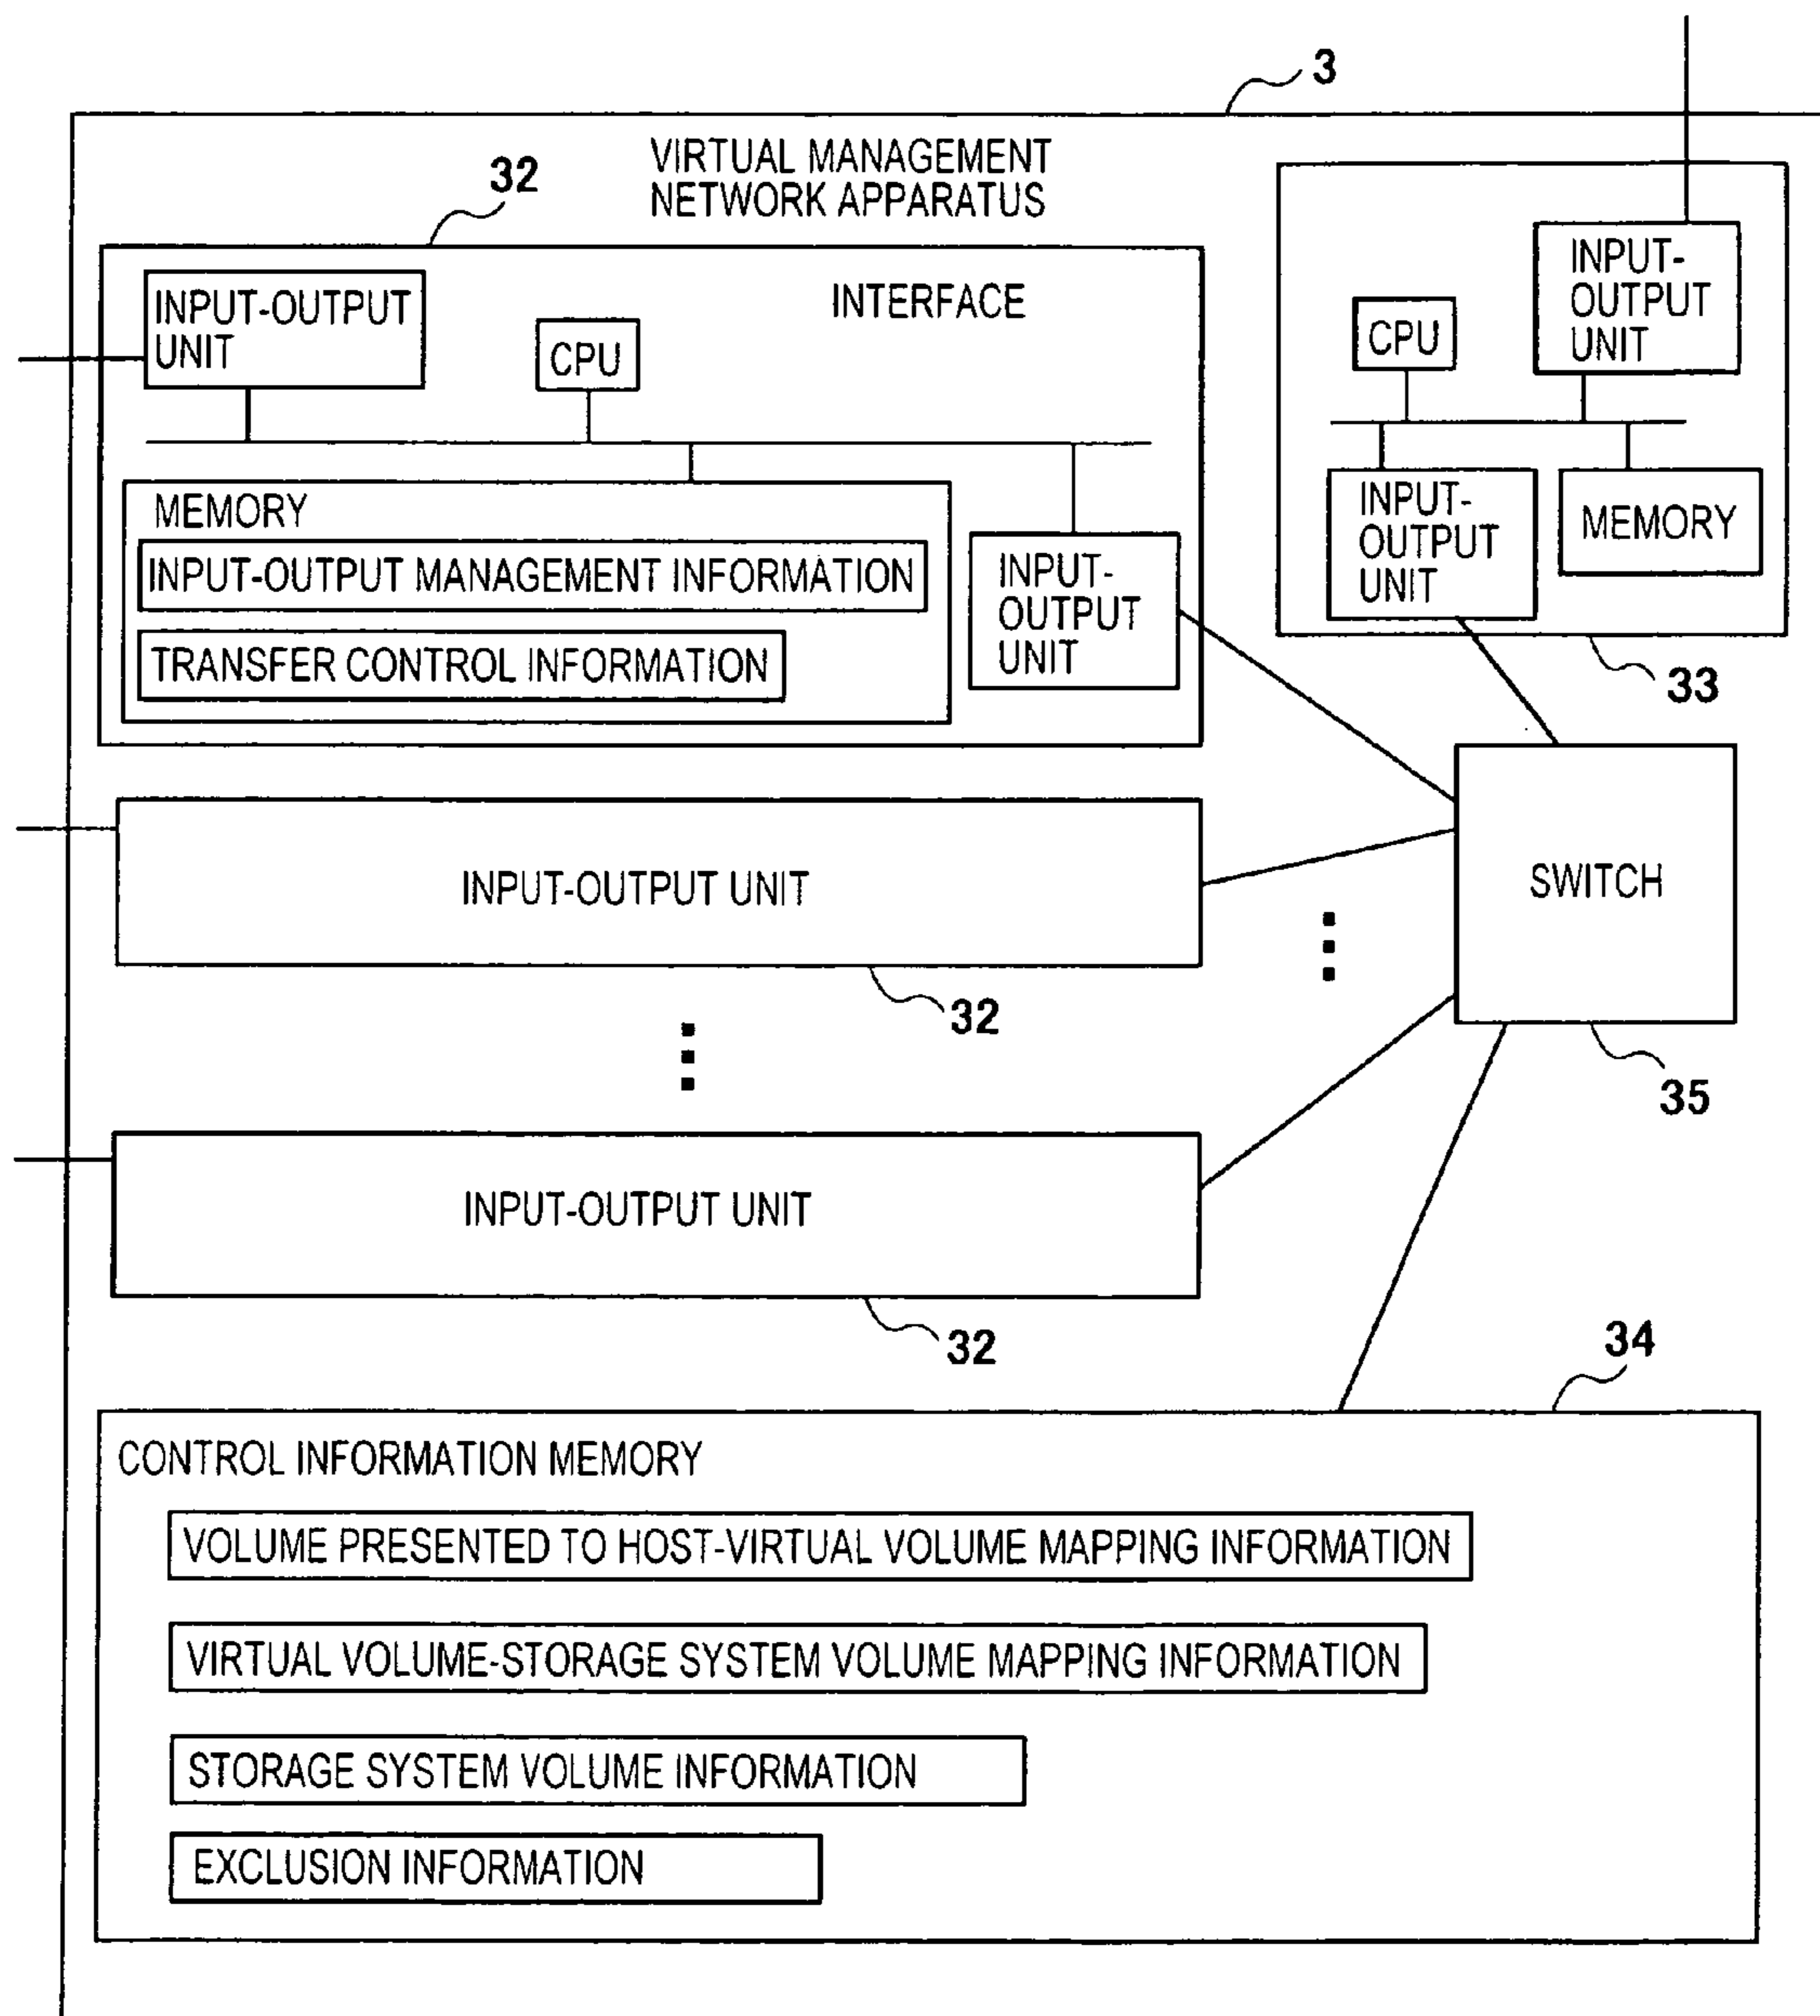 3
VIRTUAL MANAGEMENT
NETWORK APPARATUS
32
INTERFACE
INPUT-OUTPUT
UNIT
CPU
MEMORY
INPUT-OUTPUT MANAGEMENT INFORMATION
TRANSFER CONTROL INFORMATION
INPUT-
OUTPUT
UNIT
INPUT-
OUTPUT
UNIT
CPU
INPUT-
OUTPUT
UNIT
MEMORY
33
INPUT-OUTPUT UNIT
32
SWITCH
35
INPUT-OUTPUT UNIT
32
34
CONTROL INFORMATION MEMORY
VOLUME PRESENTED TO HOST-VIRTUAL VOLUME MAPPING INFORMATION
VIRTUAL VOLUME-STORAGE SYSTEM VOLUME MAPPING INFORMATION
STORAGE SYSTEM VOLUME INFORMATION
EXCLUSION INFORMATION